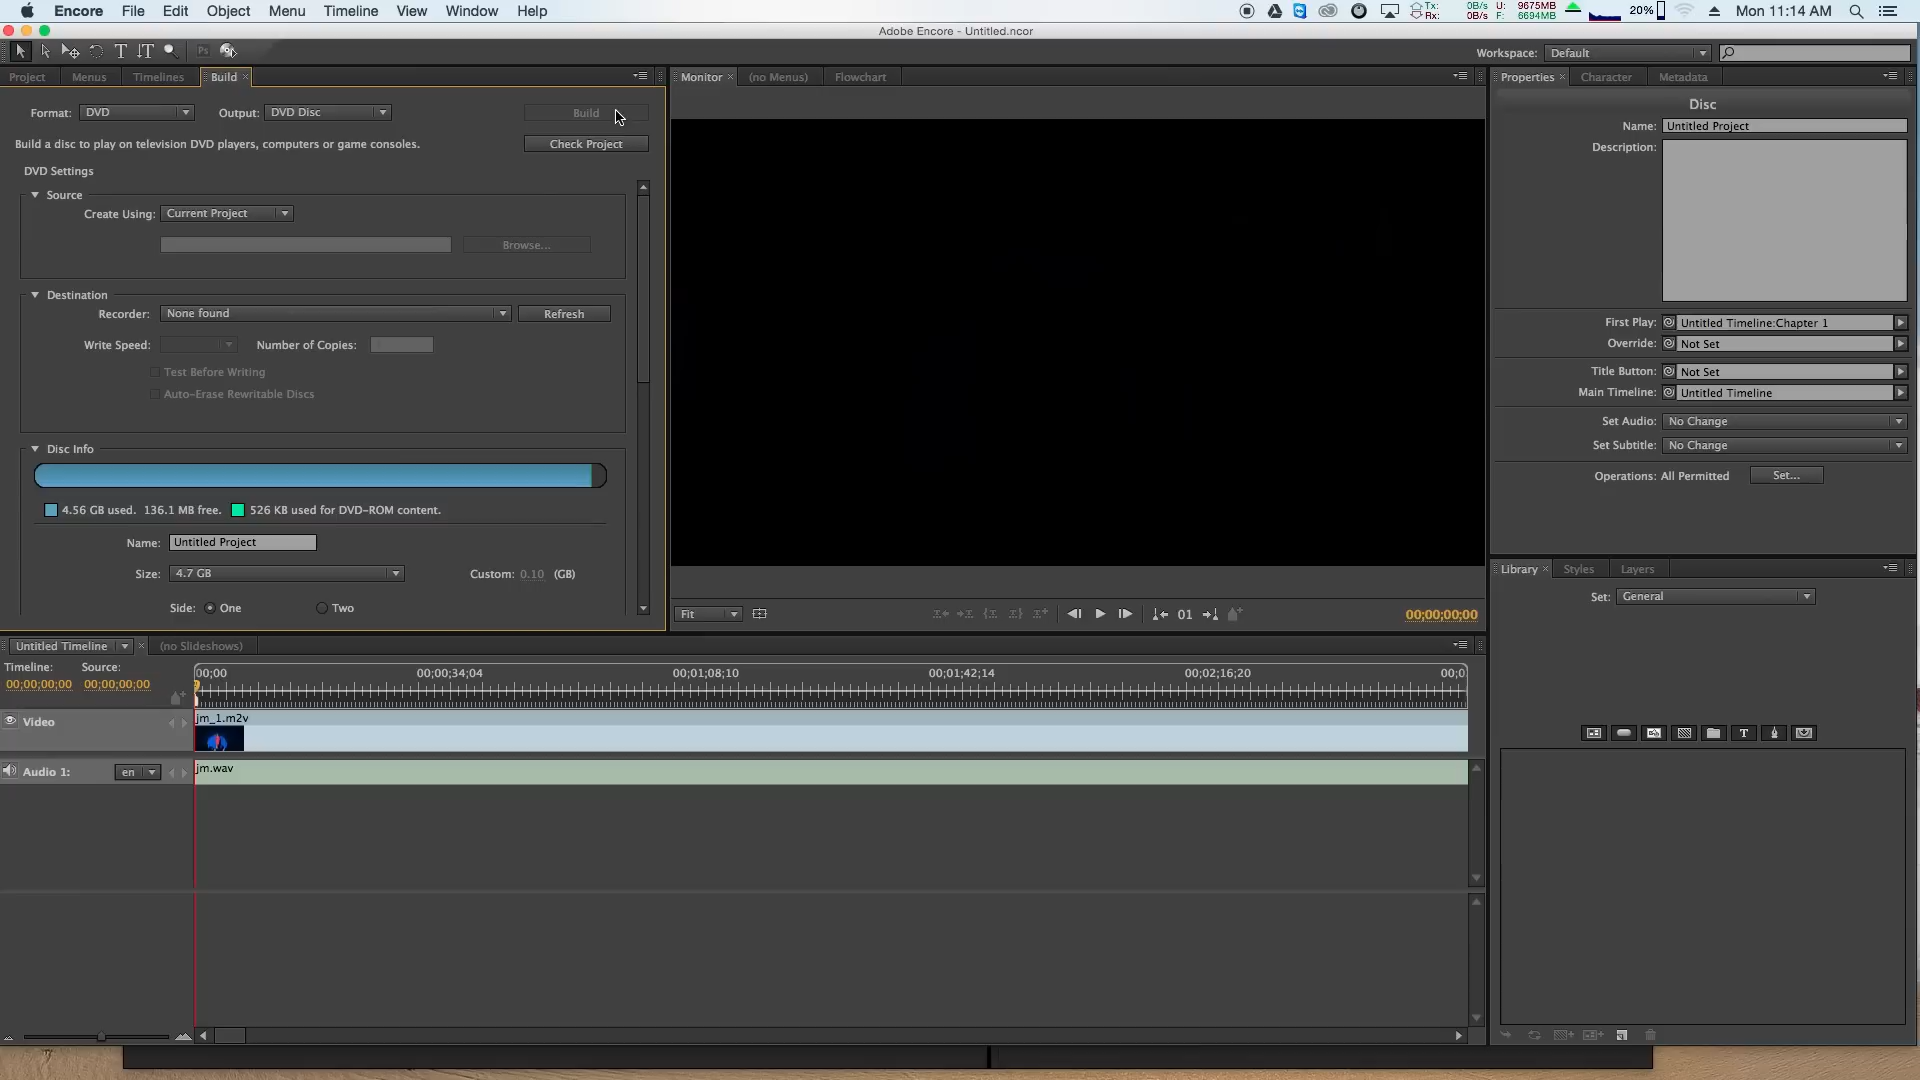 Encore File Edit Object Menu Timeline View Window Help Tx: 0B/s U: 9675MB 20% Mon 11:14 AM
Rx: 0B/s F: 6694MB
Adobe Encore - Untitled.ncor
T T Ps Workspace: Default
Project Menus Timelines Build × Monitor × (no Menus) Flowchart Properties × Character Metadata
Format: DVD Output: DVD Disc Build
Build a disc to play on television DVD players, computers or game consoles. Check Project
DVD Settings
Source
Create Using: Current Project
Browse...
Destination
Recorder: None found Refresh
Write Speed: Number of Copies:
Test Before Writing
Auto-Erase Rewritable Discs
Disc Info
4.56 GB used. 136.1 MB free. 526 KB used for DVD-ROM content.
Name: Untitled Project
Size: 4.7 GB Custom: 0.10 (GB)
Side: One Two
Fit 01 00;00;00;00
Disc
Name: Untitled Project
Description:
First Play: Untitled Timeline:Chapter 1
Override: Not Set
Title Button: Not Set
Main Timeline: Untitled Timeline
Set Audio: No Change
Set Subtitle: No Change
Operations: All Permitted Set...
Library × Styles Layers
Set: General
T
Untitled Timeline × (no Slideshows)
Timeline: Source: 00;00 00;00;34;04 00;01;08;10 00;01;42;14 00;02;16;20 00;0
00;00;00;00 00;00;00;00
Video jm_1.m2v
Audio 1: en jm.wav